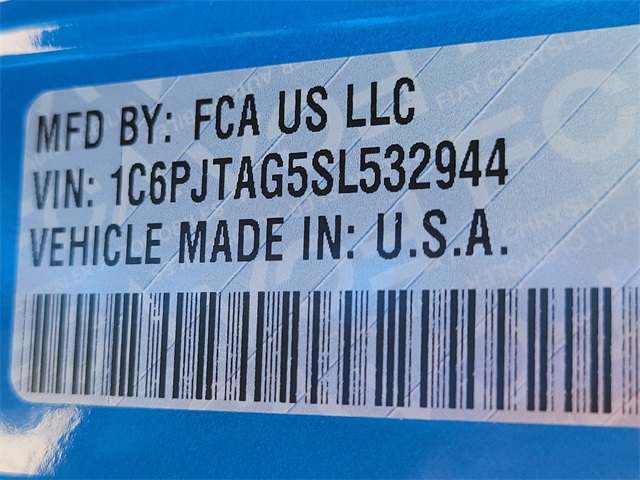 MFD BY: FCA US LLC
VIN: 1C6PJTAG5SL532944
VEHICLE MADE IN: U.S.A.